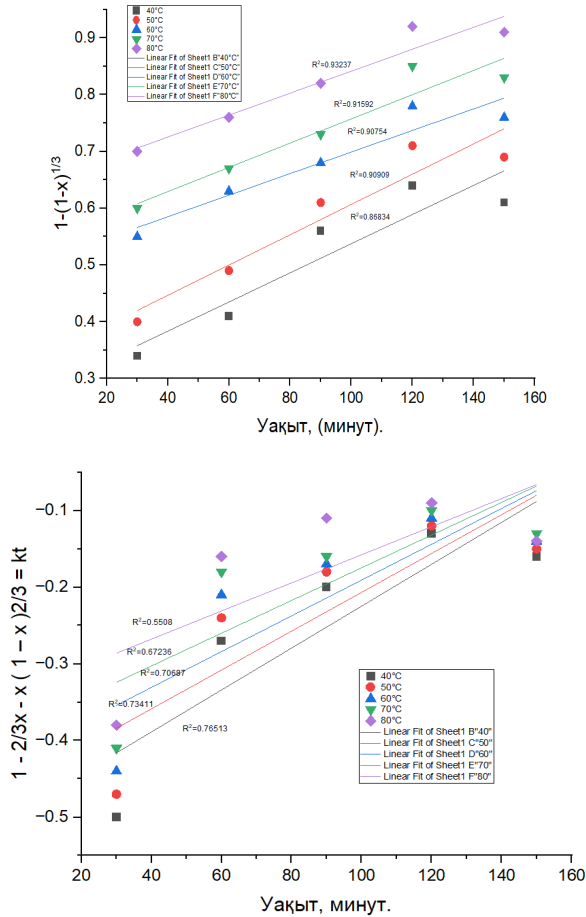 40°C
50°C
60°C
70°C
80°C
Linear Fit of Sheet1 B"40°C"
Linear Fit of Sheet1 C"50°C"
Linear Fit of Sheet1 D"60°C"
Linear Fit of Sheet1 E"70°C"
Linear Fit of Sheet1 F"80°C"
R²=0.93237
R²=0.91592
R²=0.90754
R²=0.90909
R²=0.86834
1-(1-x)^1/3
0.9
0.8
0.7
0.6
0.5
0.4
0.3
20 40 60 80 100 120 140 160
Уақыт, (минут).
1 - 2/3x - x ( 1 – x )2/3 = kt
−0.1
−0.2
−0.3
−0.4
−0.5
R²=0.5508
R²=0.67236
R²=0.70687
R²=0.73411
R²=0.76513
40°C
50°C
60°C
70°C
80°C
Linear Fit of Sheet1 B"40"
Linear Fit of Sheet1 C"50"
Linear Fit of Sheet1 D"60"
Linear Fit of Sheet1 E"70"
Linear Fit of Sheet1 F"80"
20 40 60 80 100 120 140 160
Уақыт, минут.